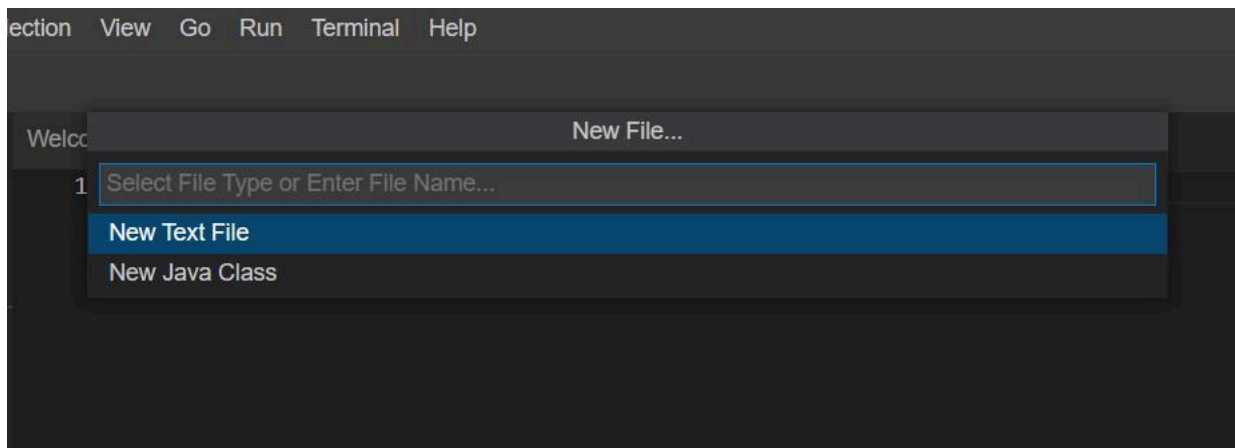 ection View Go Run Terminal Help
New File...
Welco
1 Select File Type or Enter File Name...
New Text File
New Java Class